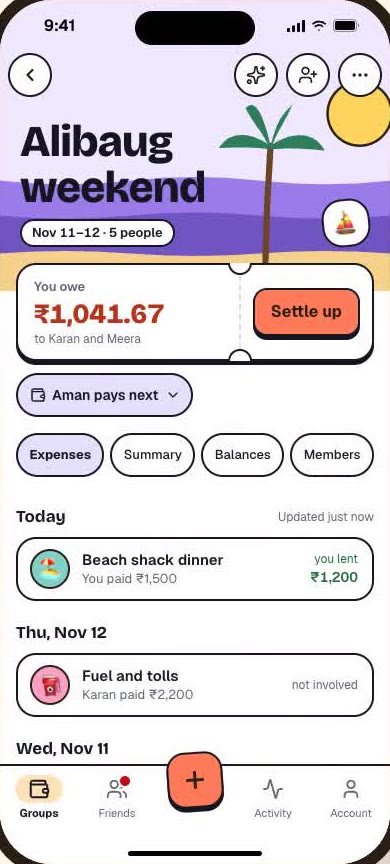 9:41
Alibaug
weekend
Nov 11–12 · 5 people
You owe
₹1,041.67
to Karan and Meera
Settle up
Aman pays next
Expenses
Summary
Balances
Members
Today
Updated just now
Beach shack dinner
you lent
You paid ₹1,500
₹1,200
Thu, Nov 12
Fuel and tolls
Karan paid ₹2,200
not involved
Wed, Nov 11
Groups
Friends
Activity
Account